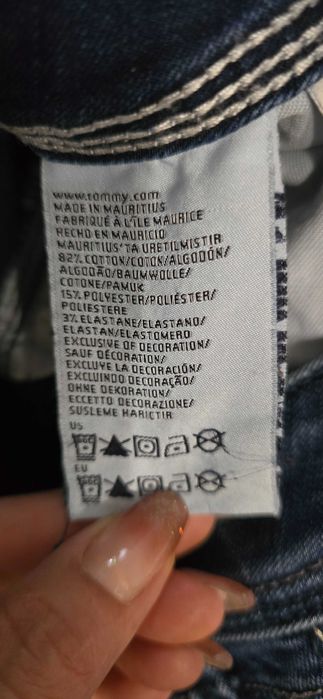 www.tommy.com
MADE IN MAURITIUS
FABRIQUÉ À L'ÎLE MAURICE
HECHO EN MAURICIO
MAURITIUS'TA URETILMISTIR
82% COTTON/COTON/ALGODÓN/
ALGODÃO/BAUMWOLLE/
COTONE/PAMUK
15% POLYESTER/POLIÉSTER/
POLIESTERE
3% ELASTANE/ELASTANO/
ELASTAN/ELASTOMERO
EXCLUSIVE OF DECORATION/
SAUF DÉCORATION/
EXCLUYE LA DECORACIÓN/
EXCLUINDO DECORAÇÃO/
OHNE DEKORATION/
ECCETTO DECORAZIONE/
SUSLEME HARICTIR
US
EU